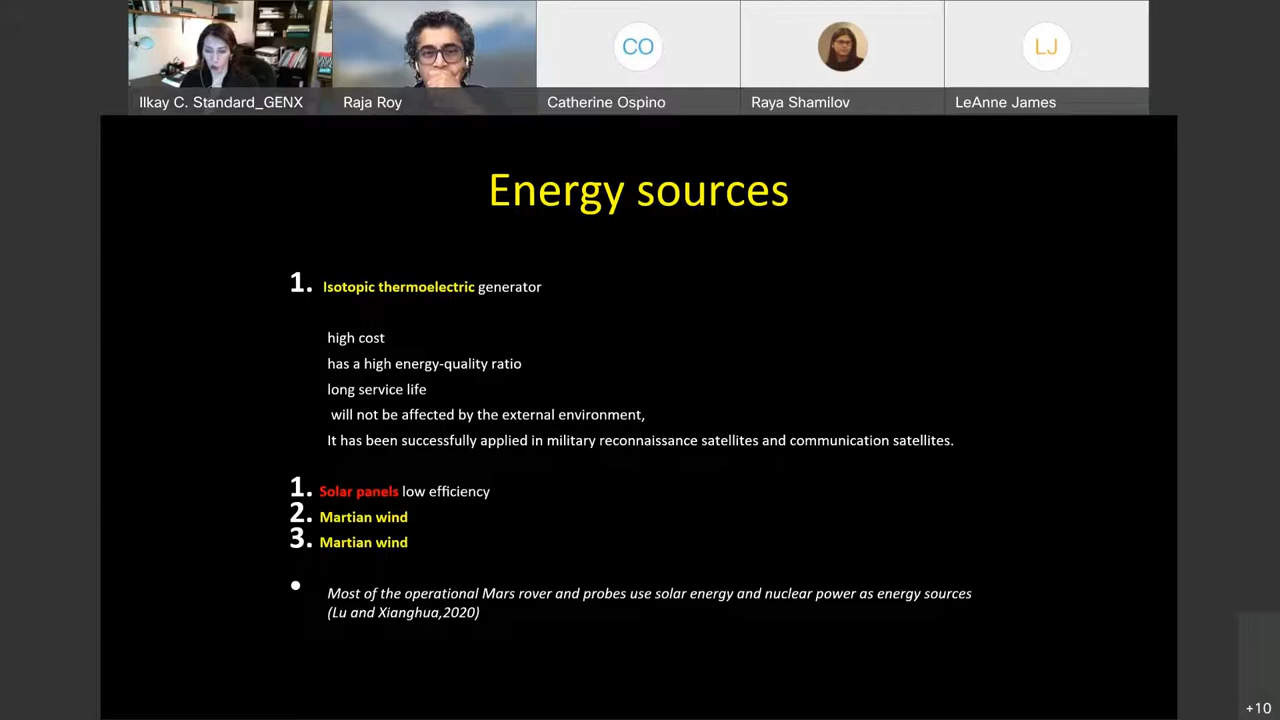 CO
LJ
Ilkay C. Standard_GENX
Raja Roy
Catherine Ospino
Raya Shamilov
LeAnne James
Energy sources
1. Isotopic thermoelectric generator
high cost
has a high energy-quality ratio
long service life
will not be affected by the external environment,
It has been successfully applied in military reconnaissance satellites and communication satellites.
1. Solar panels low efficiency
2. Martian wind
3. Martian wind
• Most of the operational Mars rover and probes use solar energy and nuclear power as energy sources
(Lu and Xianghua,2020)
+10